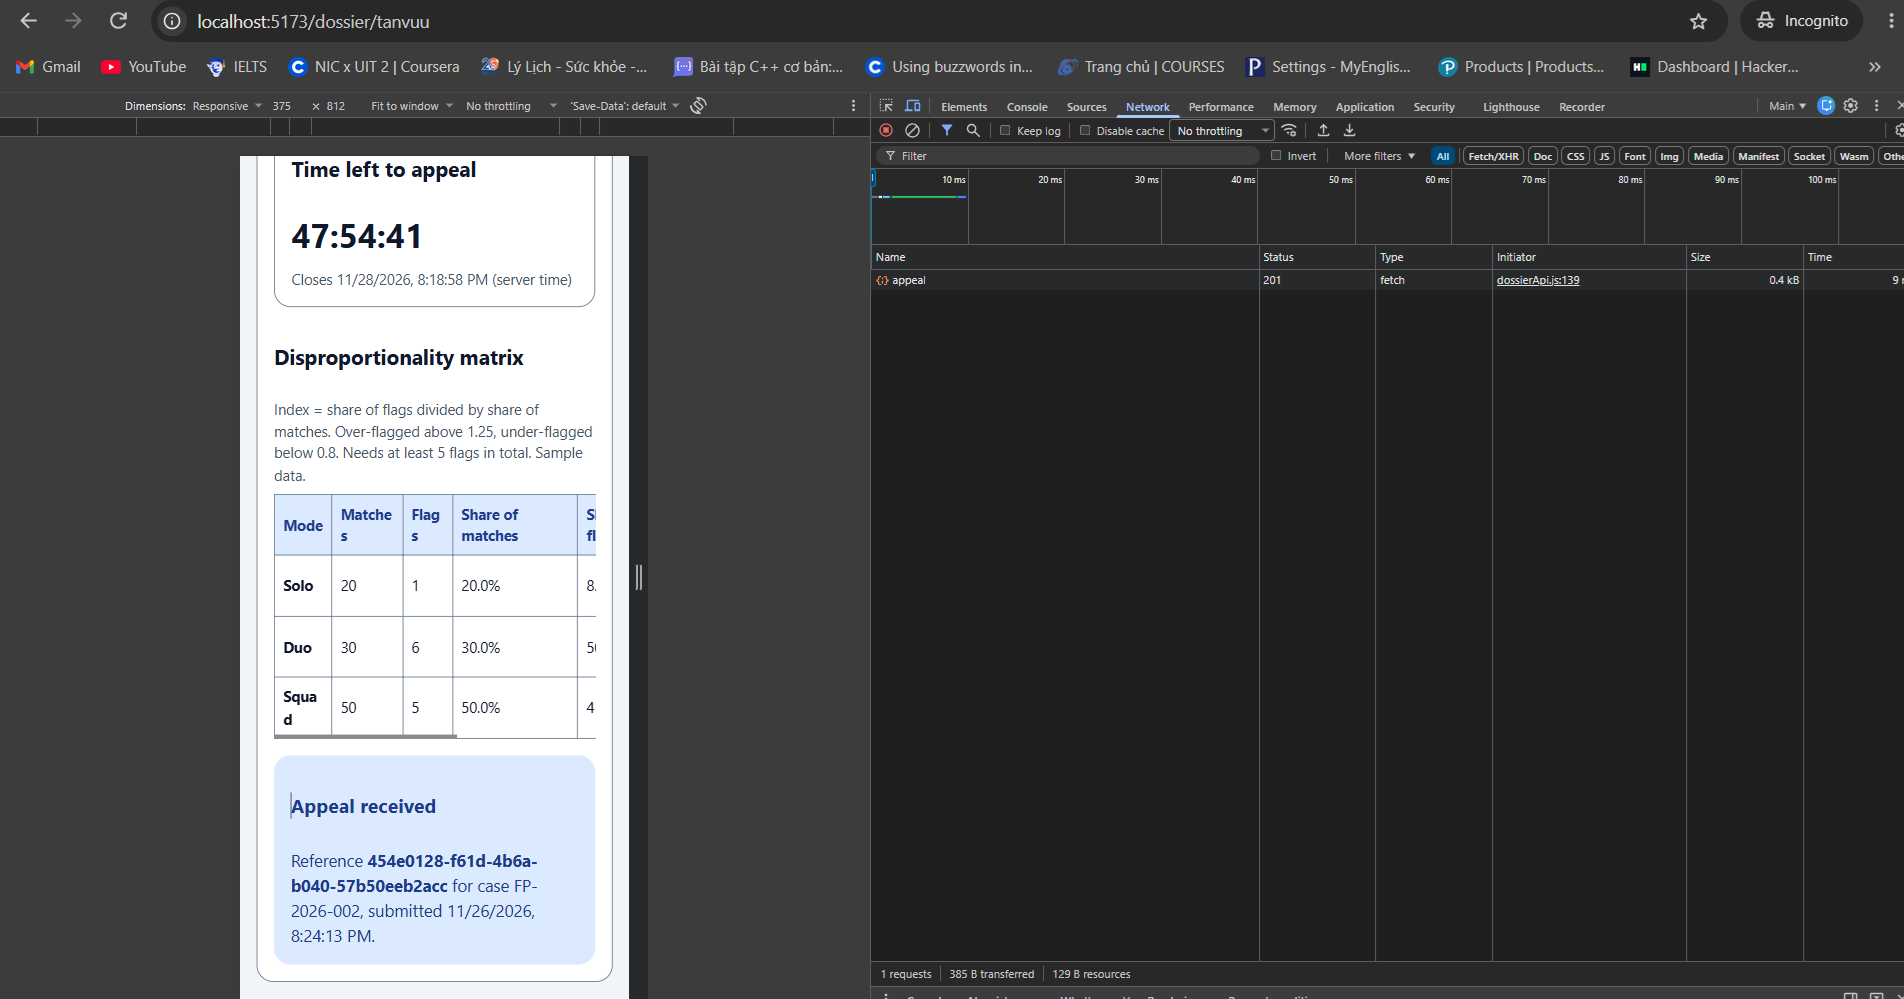 localhost:5173/dossier/tanvuu
Incognito
Gmail
YouTube
IELTS
NIC x UIT 2 | Coursera
Lý Lịch - Sức khỏe -...
Bài tập C++ cơ bản:...
Using buzzwords in...
Trang chủ | COURSES
Settings - MyEnglis...
Products | Products...
Dashboard | Hacker...
Dimensions: Responsive 375 × 812 Fit to window No throttling 'Save-Data': default
Time left to appeal
47:54:41
Closes 11/28/2026, 8:18:58 PM (server time)
Disproportionality matrix
Index = share of flags divided by share of
matches. Over-flagged above 1.25, under-flagged
below 0.8. Needs at least 5 flags in total. Sample
data.
Mode Matche Flag Share of
s s matches
Solo 20 1 20.0% 8.
Duo 30 6 30.0%
Squa
d 50 5 50.0% 4
Appeal received
Reference 454e0128-f61d-4b6a-
b040-57b50eeb2acc for case FP-
2026-002, submitted 11/26/2026,
8:24:13 PM.
Elements Console Sources Network Performance Memory Application Security Lighthouse Recorder Main
Keep log Disable cache No throttling
Filter Invert More filters All Fetch/XHR Doc CSS JS Font Img Media Manifest Socket Wasm Othe
10 ms 20 ms 30 ms 40 ms 50 ms 60 ms 70 ms 80 ms 90 ms 100 ms
Name Status Type Initiator Size Time
appeal 201 fetch dossierApi.js:139 0.4 kB 9
1 requests 385 B transferred 129 B resources